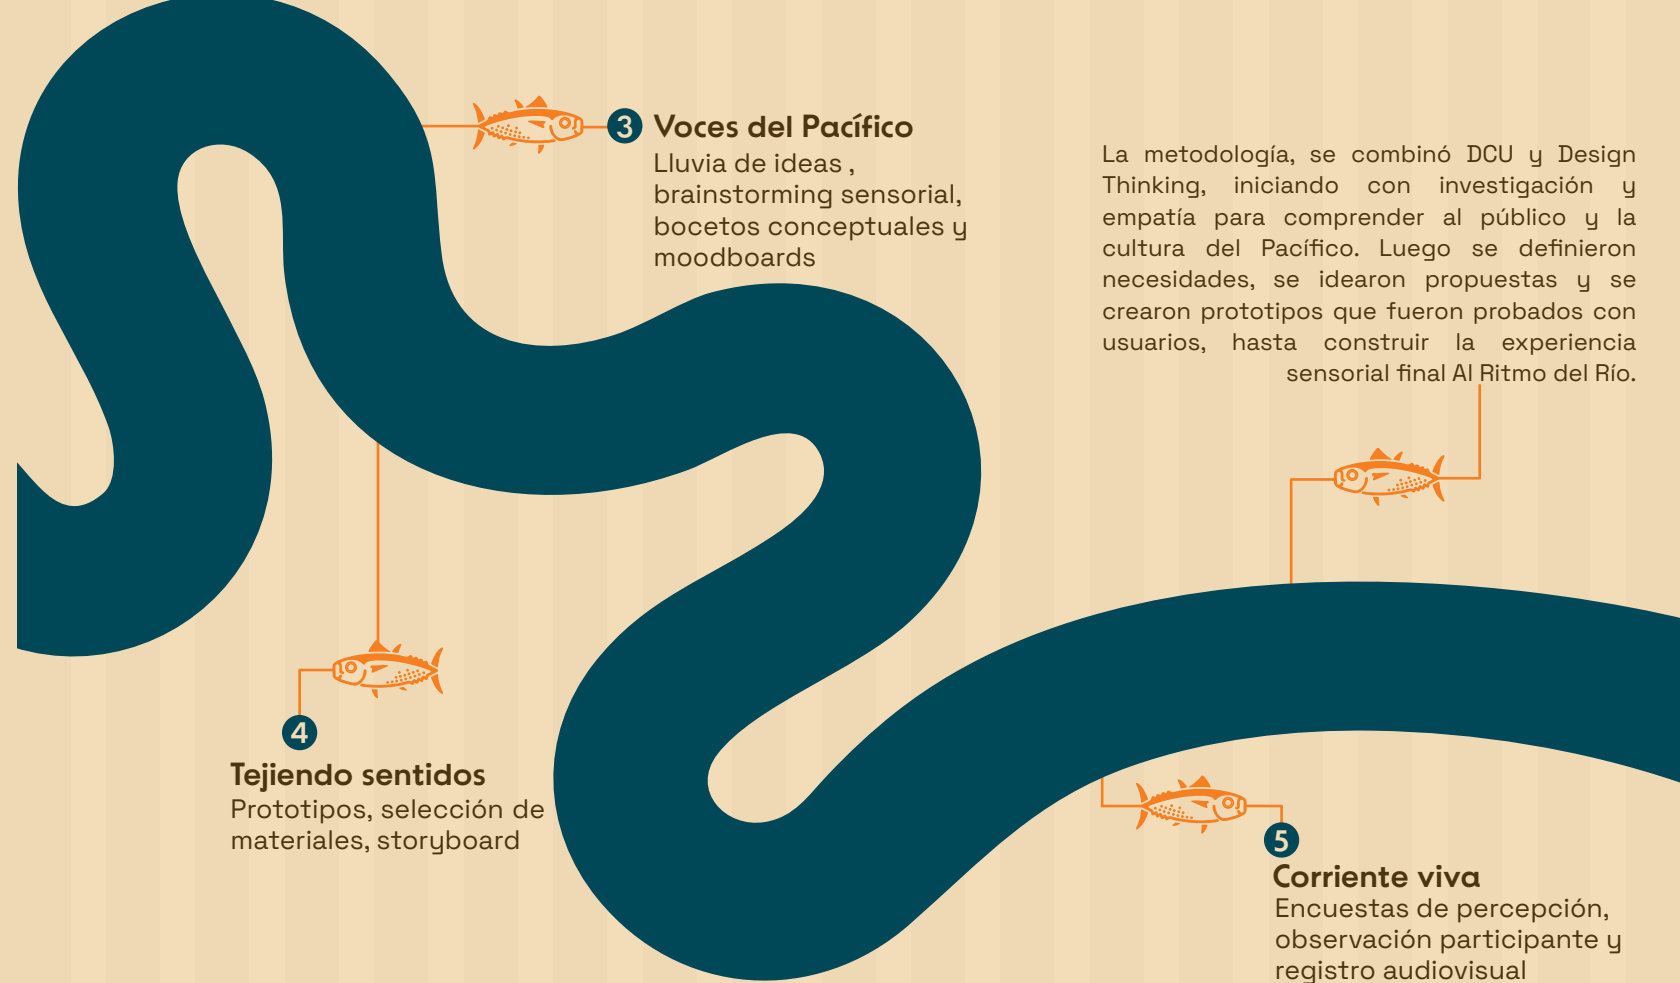 3 Voces del Pacífico
Lluvia de ideas ,
brainstorming sensorial,
bocetos conceptuales y
moodboards
La metodología, se combinó DCU y Design
Thinking, iniciando con investigación y
empatía para comprender al público y la
cultura del Pacífico. Luego se definieron
necesidades, se idearon propuestas y se
crearon prototipos que fueron probados con
usuarios, hasta construir la experiencia
sensorial final Al Ritmo del Río.
4
Tejiendo sentidos
Prototipos, selección de
materiales, storyboard
5
Corriente viva
Encuestas de percepción,
observación participante y
registro audiovisual